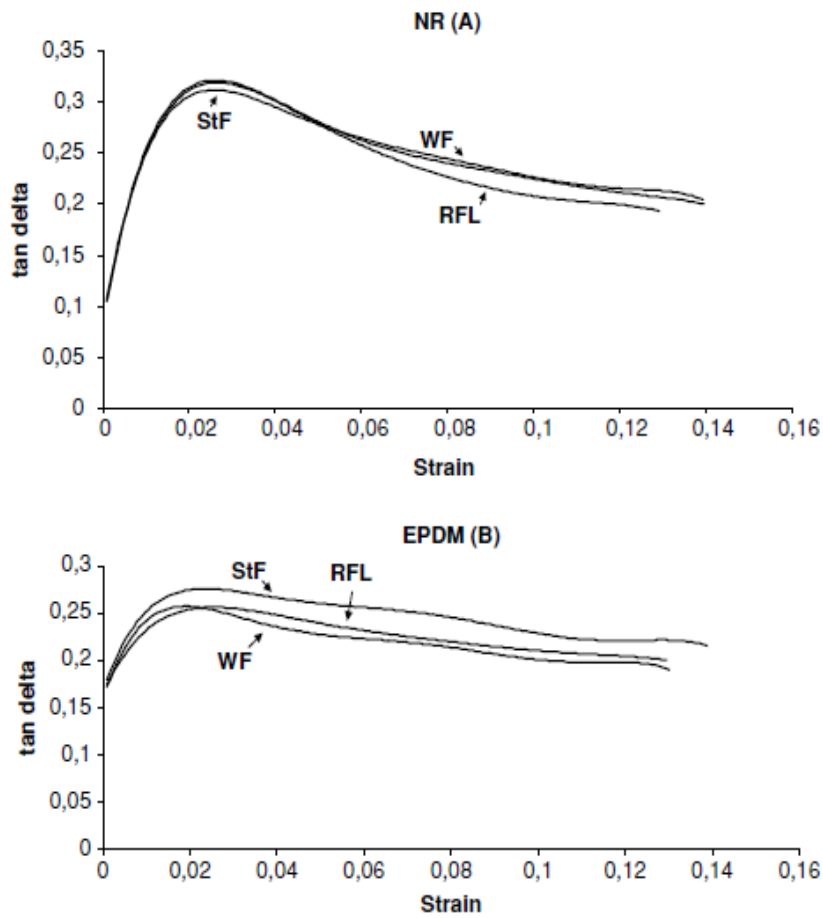 NR (A)
0,35
0,3
0,25
0,2
0,15
0,1
0,05
0
tan delta
StF
WF
RFL
0 0,02 0,04 0,06 0,08 0,1 0,12 0,14 0,16
Strain
EPDM (B)
0,3
0,25
0,2
0,15
0,1
0,05
0
tan delta
StF RFL
WF
0 0,02 0,04 0,06 0,08 0,1 0,12 0,14 0,16
Strain